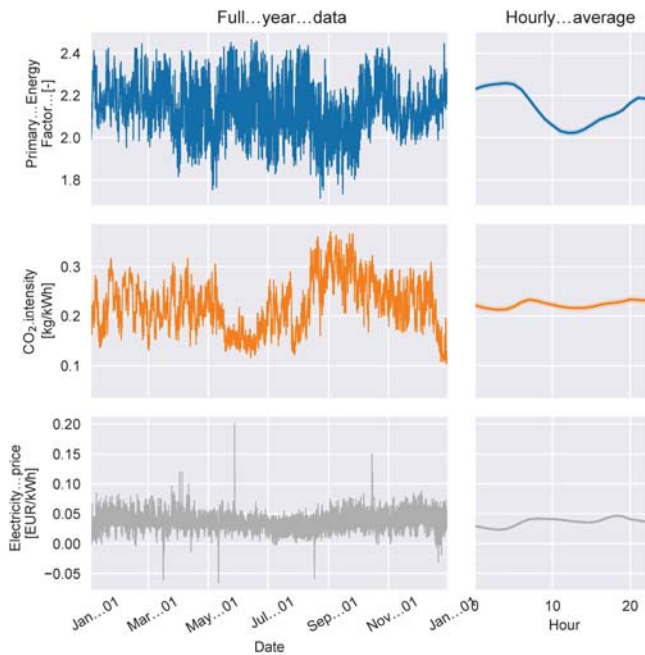 Full...year...data
Hourly...average
Primary...Energy
Factor...[-]
2.4
2.2
2.0
1.8
CO2.intensity
[kg/kWh]
0.3
0.2
0.1
Electricity...price
[EUR/kWh]
0.20
0.15
0.10
0.05
0.00
−0.05
Jan...01
Mar...01
May...01
Jul...01
Sep...01
Nov...01
Jan...01
0
10
20
Date
Hour